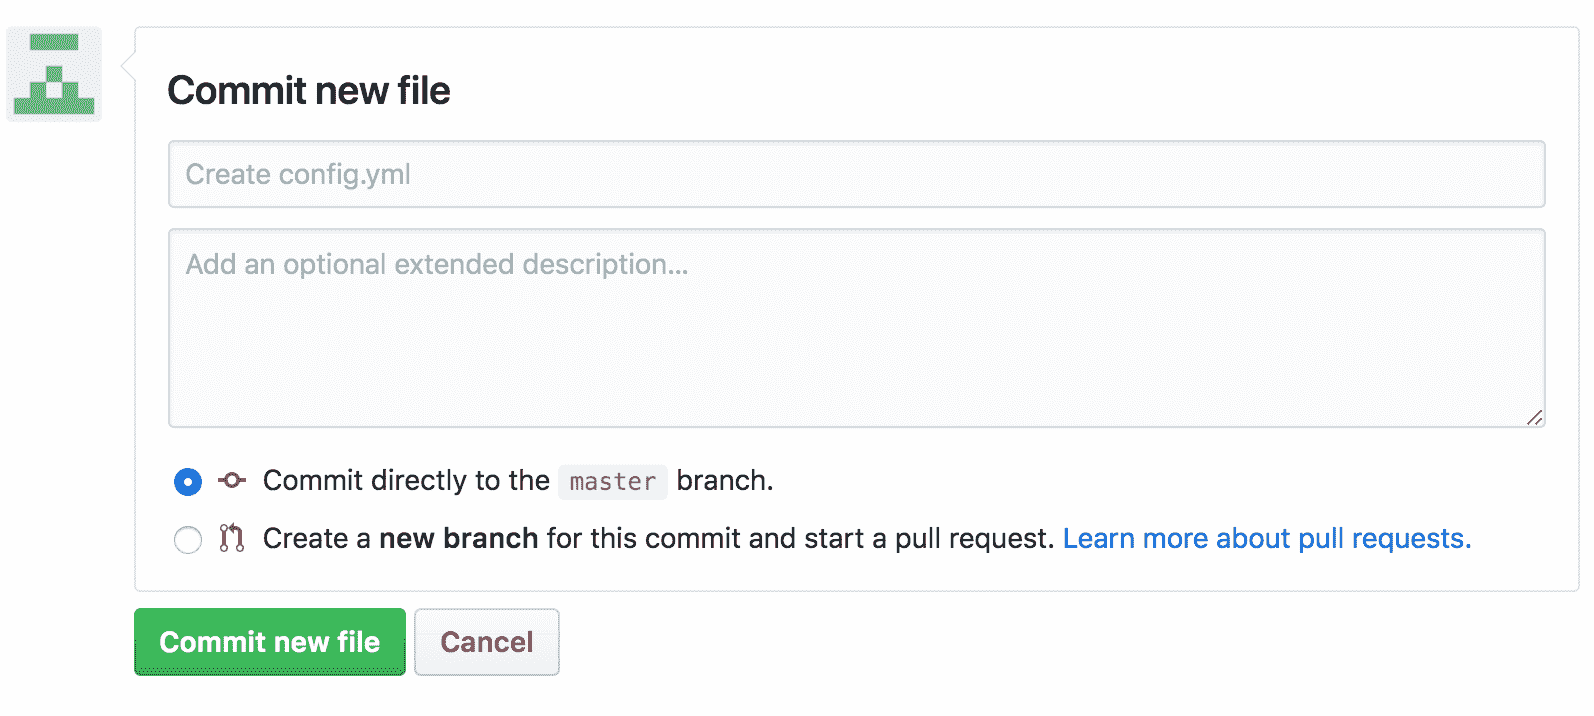 Commit new file
Create config.yml
Add an optional extended description...
Commit directly to the master branch.
Create a new branch for this commit and start a pull request. Learn more about pull requests.
Commit new file
Cancel